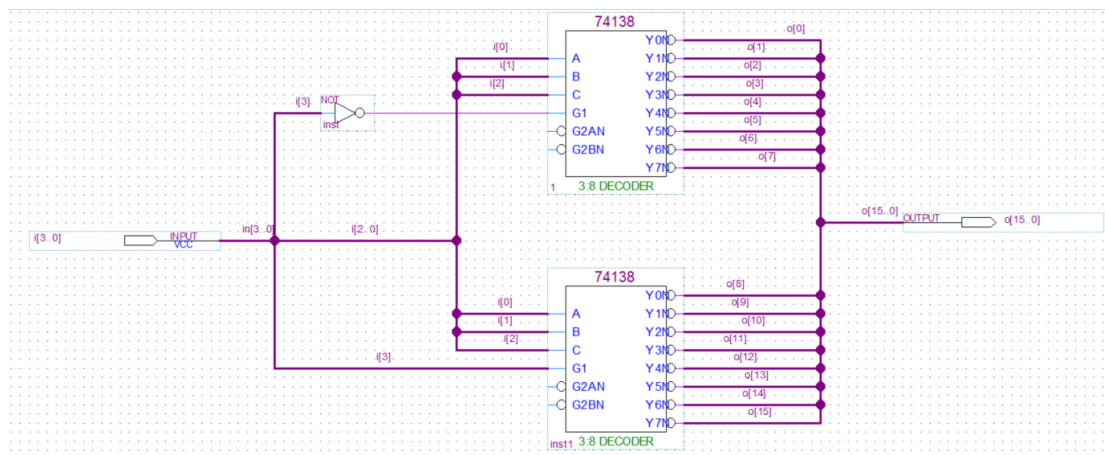 74138
o[0]
Y0N
o[1]
i[0]
A
Y1N
o[2]
i[1]
B
Y2N
o[3]
i[2]
C
Y3N
o[4]
i[3]
NOT
inst
G1
Y4N
o[5]
G2AN
Y5N
o[6]
G2BN
Y6N
o[7]
Y7N
1
3:8 DECODER
i[3..0]
INPUT
VCC
in[3..0]
i[2..0]
o[15..0]
OUTPUT
o[15..0]
74138
o[8]
Y0N
o[9]
i[0]
A
Y1N
o[10]
i[1]
B
Y2N
o[11]
i[2]
C
Y3N
o[12]
i[3]
G1
Y4N
o[13]
G2AN
Y5N
o[14]
G2BN
Y6N
o[15]
Y7N
inst1
3:8 DECODER